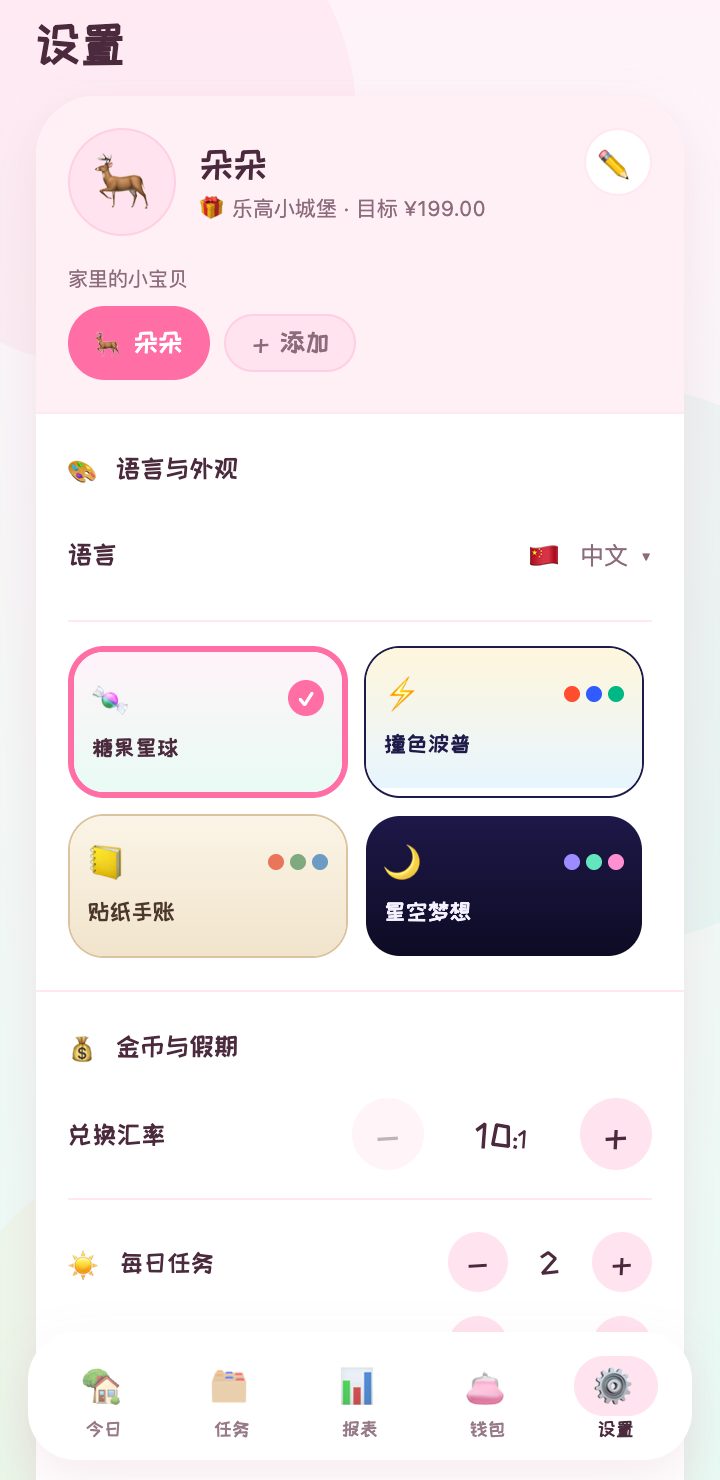 设置
朵朵
乐高小城堡 · 目标 ¥199.00
家里的小宝贝
朵朵
+ 添加
语言与外观
语言
中文 ▾
糖果星球
撞色波普
贴纸手账
星空梦想
金币与假期
兑换汇率
− 10:1 +
每日任务
− 2 +
今日
任务
报表
钱包
设置